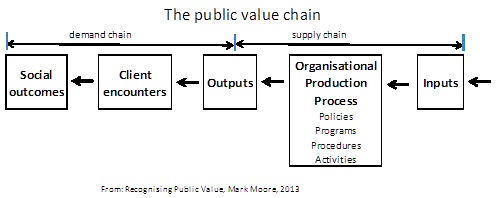 The public value chain
demand chain
supply chain
Social
outcomes
Client
encounters
Outputs
Organisational
Production
Process
Policies
Programs
Procedures
Activities
Inputs
From: Recognising Public Value, Mark Moore, 2013